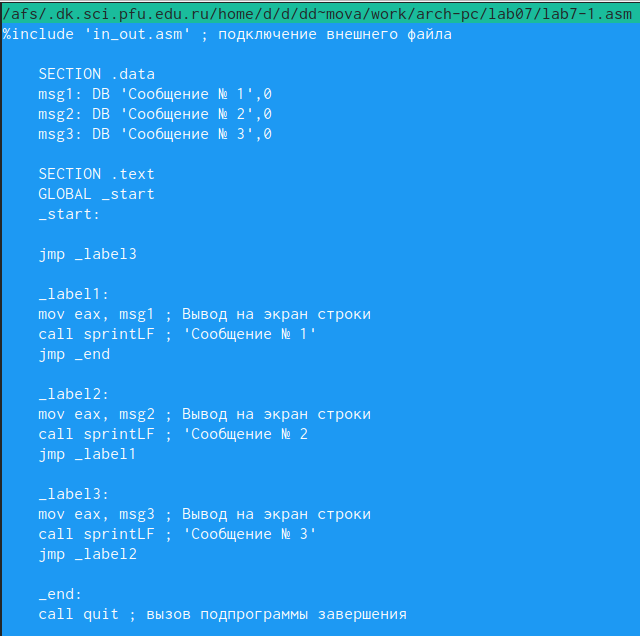 /afs/.dk.sci.pfu.edu.ru/home/d/d/dd~mova/work/arch-pc/lab07/lab7-1.asm
%include 'in_out.asm' ; подключение внешнего файла
SECTION .data
msg1: DB 'Сообщение № 1',0
msg2: DB 'Сообщение № 2',0
msg3: DB 'Сообщение № 3',0
SECTION .text
GLOBAL _start
_start:
jmp _label3
_label1:
mov eax, msg1 ; Вывод на экран строки
call sprintLF ; 'Сообщение № 1'
jmp _end
_label2:
mov eax, msg2 ; Вывод на экран строки
call sprintLF ; 'Сообщение № 2
jmp _label1
_label3:
mov eax, msg3 ; Вывод на экран строки
call sprintLF ; 'Сообщение № 3'
jmp _label2
_end:
call quit ; вызов подпрограммы завершения